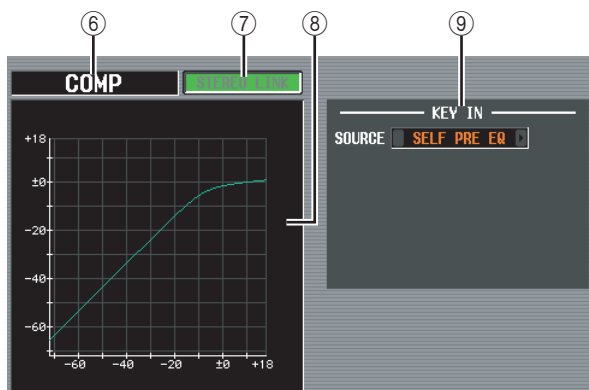 ⑥ ⑦ ⑧ ⑨
COMP STEREO LINK
KEY IN
SOURCE SELF PRE EQ
+18
±0
-20
-40
-60
-60 -40 -20 ±0 +18